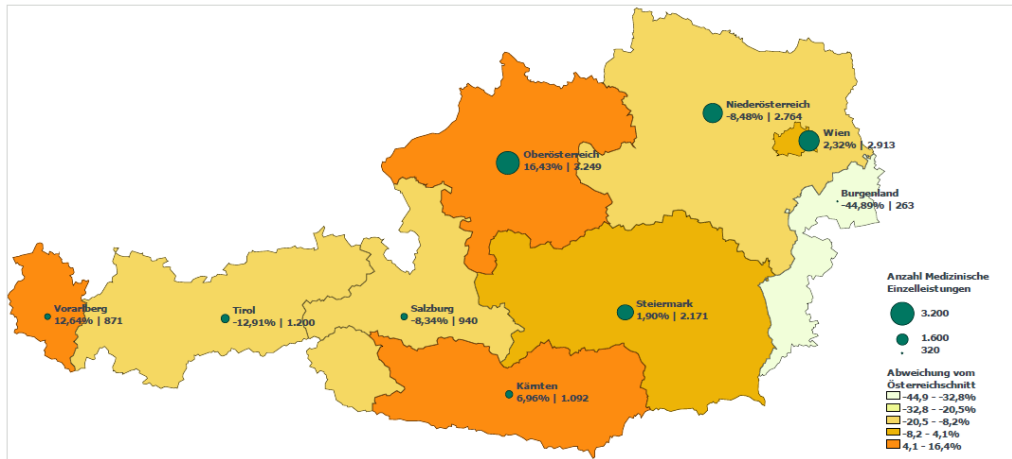 Niederösterreich
-8,48% | 2.764
Wien
2,32% | 2.913
Oberösterreich
16,43% | 3.249
Burgenland
-44,89% | 263
Vorarlberg
12,64% | 871
Tirol
-12,91% | 1.200
Salzburg
-8,34% | 940
Steiermark
1,90% | 2.171
Kärnten
6,96% | 1.092
Anzahl Medizinische
Einzelleistungen
3.200
1.600
320
Abweichung vom
Österreichschnitt
-44,9 - -32,8%
-32,8 - -20,5%
-20,5 - -8,2%
-8,2 - 4,1%
4,1 - 16,4%